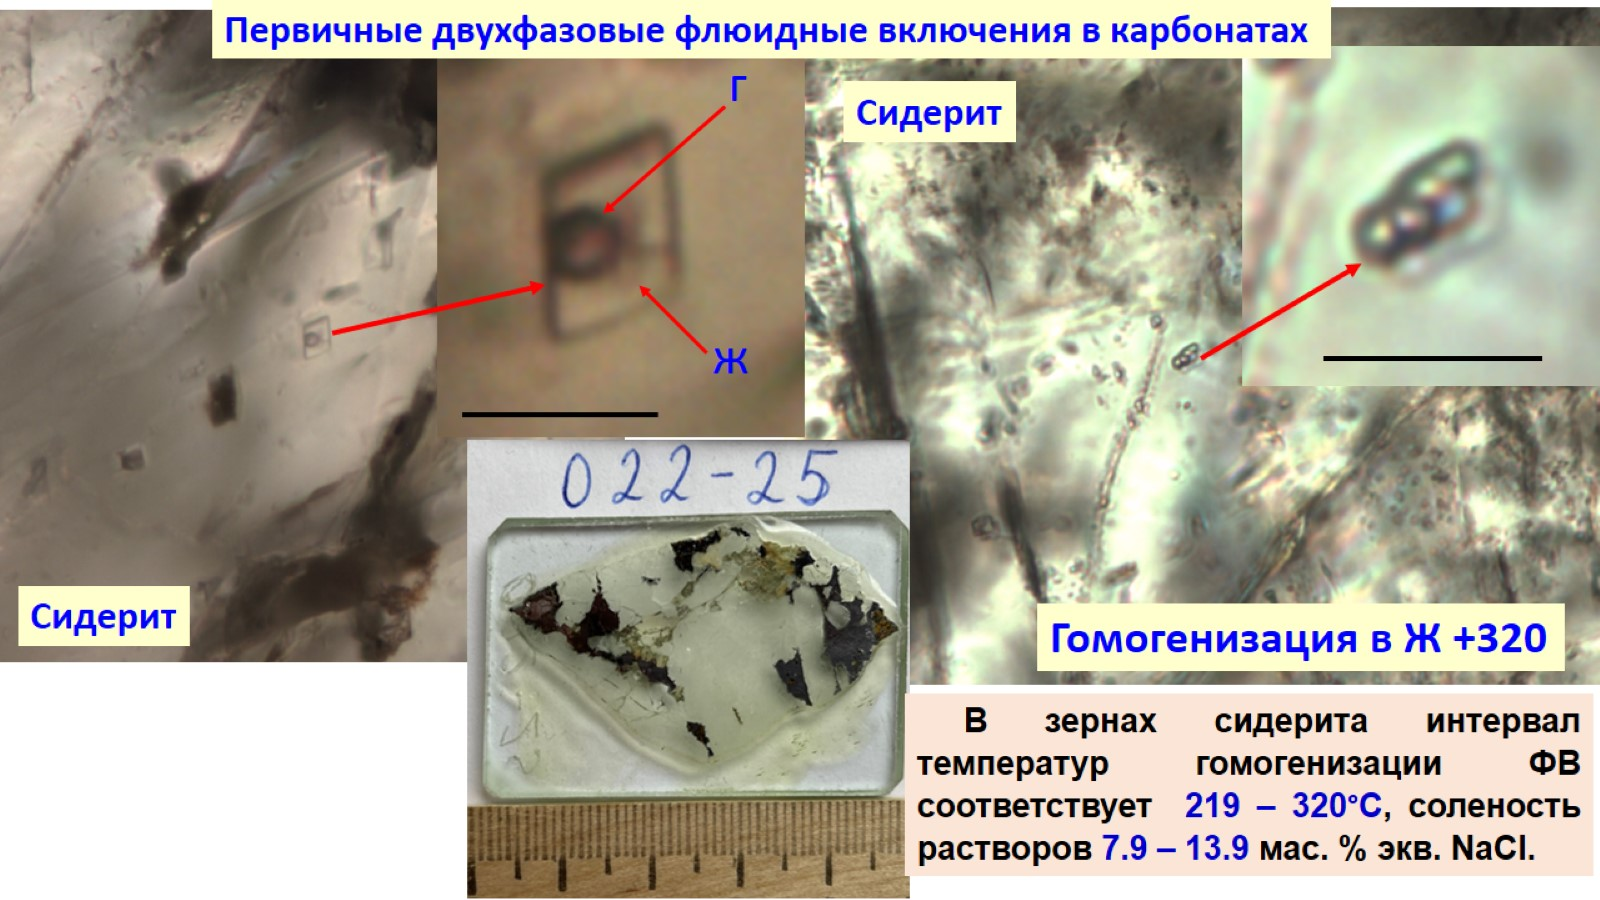 Первичные двухфазовые флюидные включения в карбонатах
Г
Сидерит
Ж
022-25
Сидерит
Гомогенизация в Ж +320
В зернах сидерита интервал
температур гомогенизации ФВ
соответствует 219 – 320°С, соленость
растворов 7.9 – 13.9 мас. % экв. NaCl.